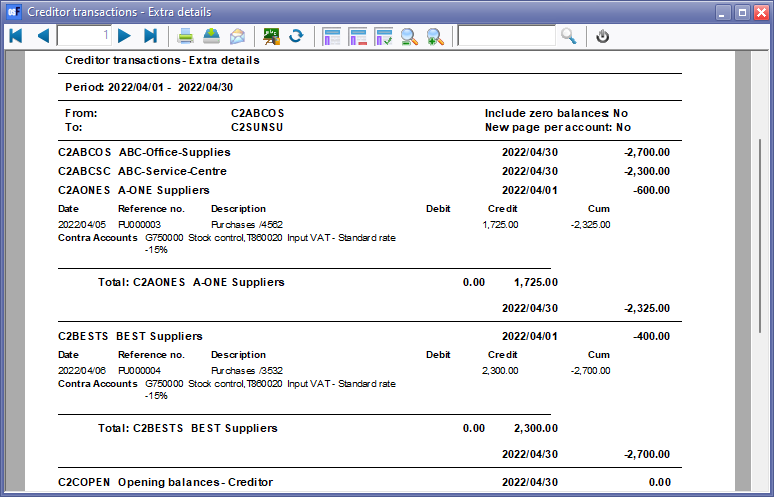 Creditor transactions - Extra details
1
Creditor transactions - Extra details
Period: 2022/04/01 - 2022/04/30
From: C2ABCOS Include zero balances: No
To: C2SUNSU New page per account: No
C2ABCOS ABC-Office-Supplies 2022/04/30 -2,700.00
C2ABCSC ABC-Service-Centre 2022/04/30 -2,300.00
C2AONES A-ONE Suppliers 2022/04/01 -600.00
Date Reference no. Description Debit Credit Cum
2022/04/05 PU000003 Purchases /4562 1,725.00 -2,325.00
Contra Accounts G750000 Stock control,T860020 Input VAT - Standard rate
-15%
Total: C2AONES A-ONE Suppliers 0.00 1,725.00
2022/04/30 -2,325.00
C2BESTS BEST Suppliers 2022/04/01 -400.00
Date Reference no. Description Debit Credit Cum
2022/04/06 PU000004 Purchases /3532 2,300.00 -2,700.00
Contra Accounts G750000 Stock control,T860020 Input VAT - Standard rate
-15%
Total: C2BESTS BEST Suppliers 0.00 2,300.00
2022/04/30 -2,700.00
C2COPEN Opening balances - Creditor 2022/04/30 0.00